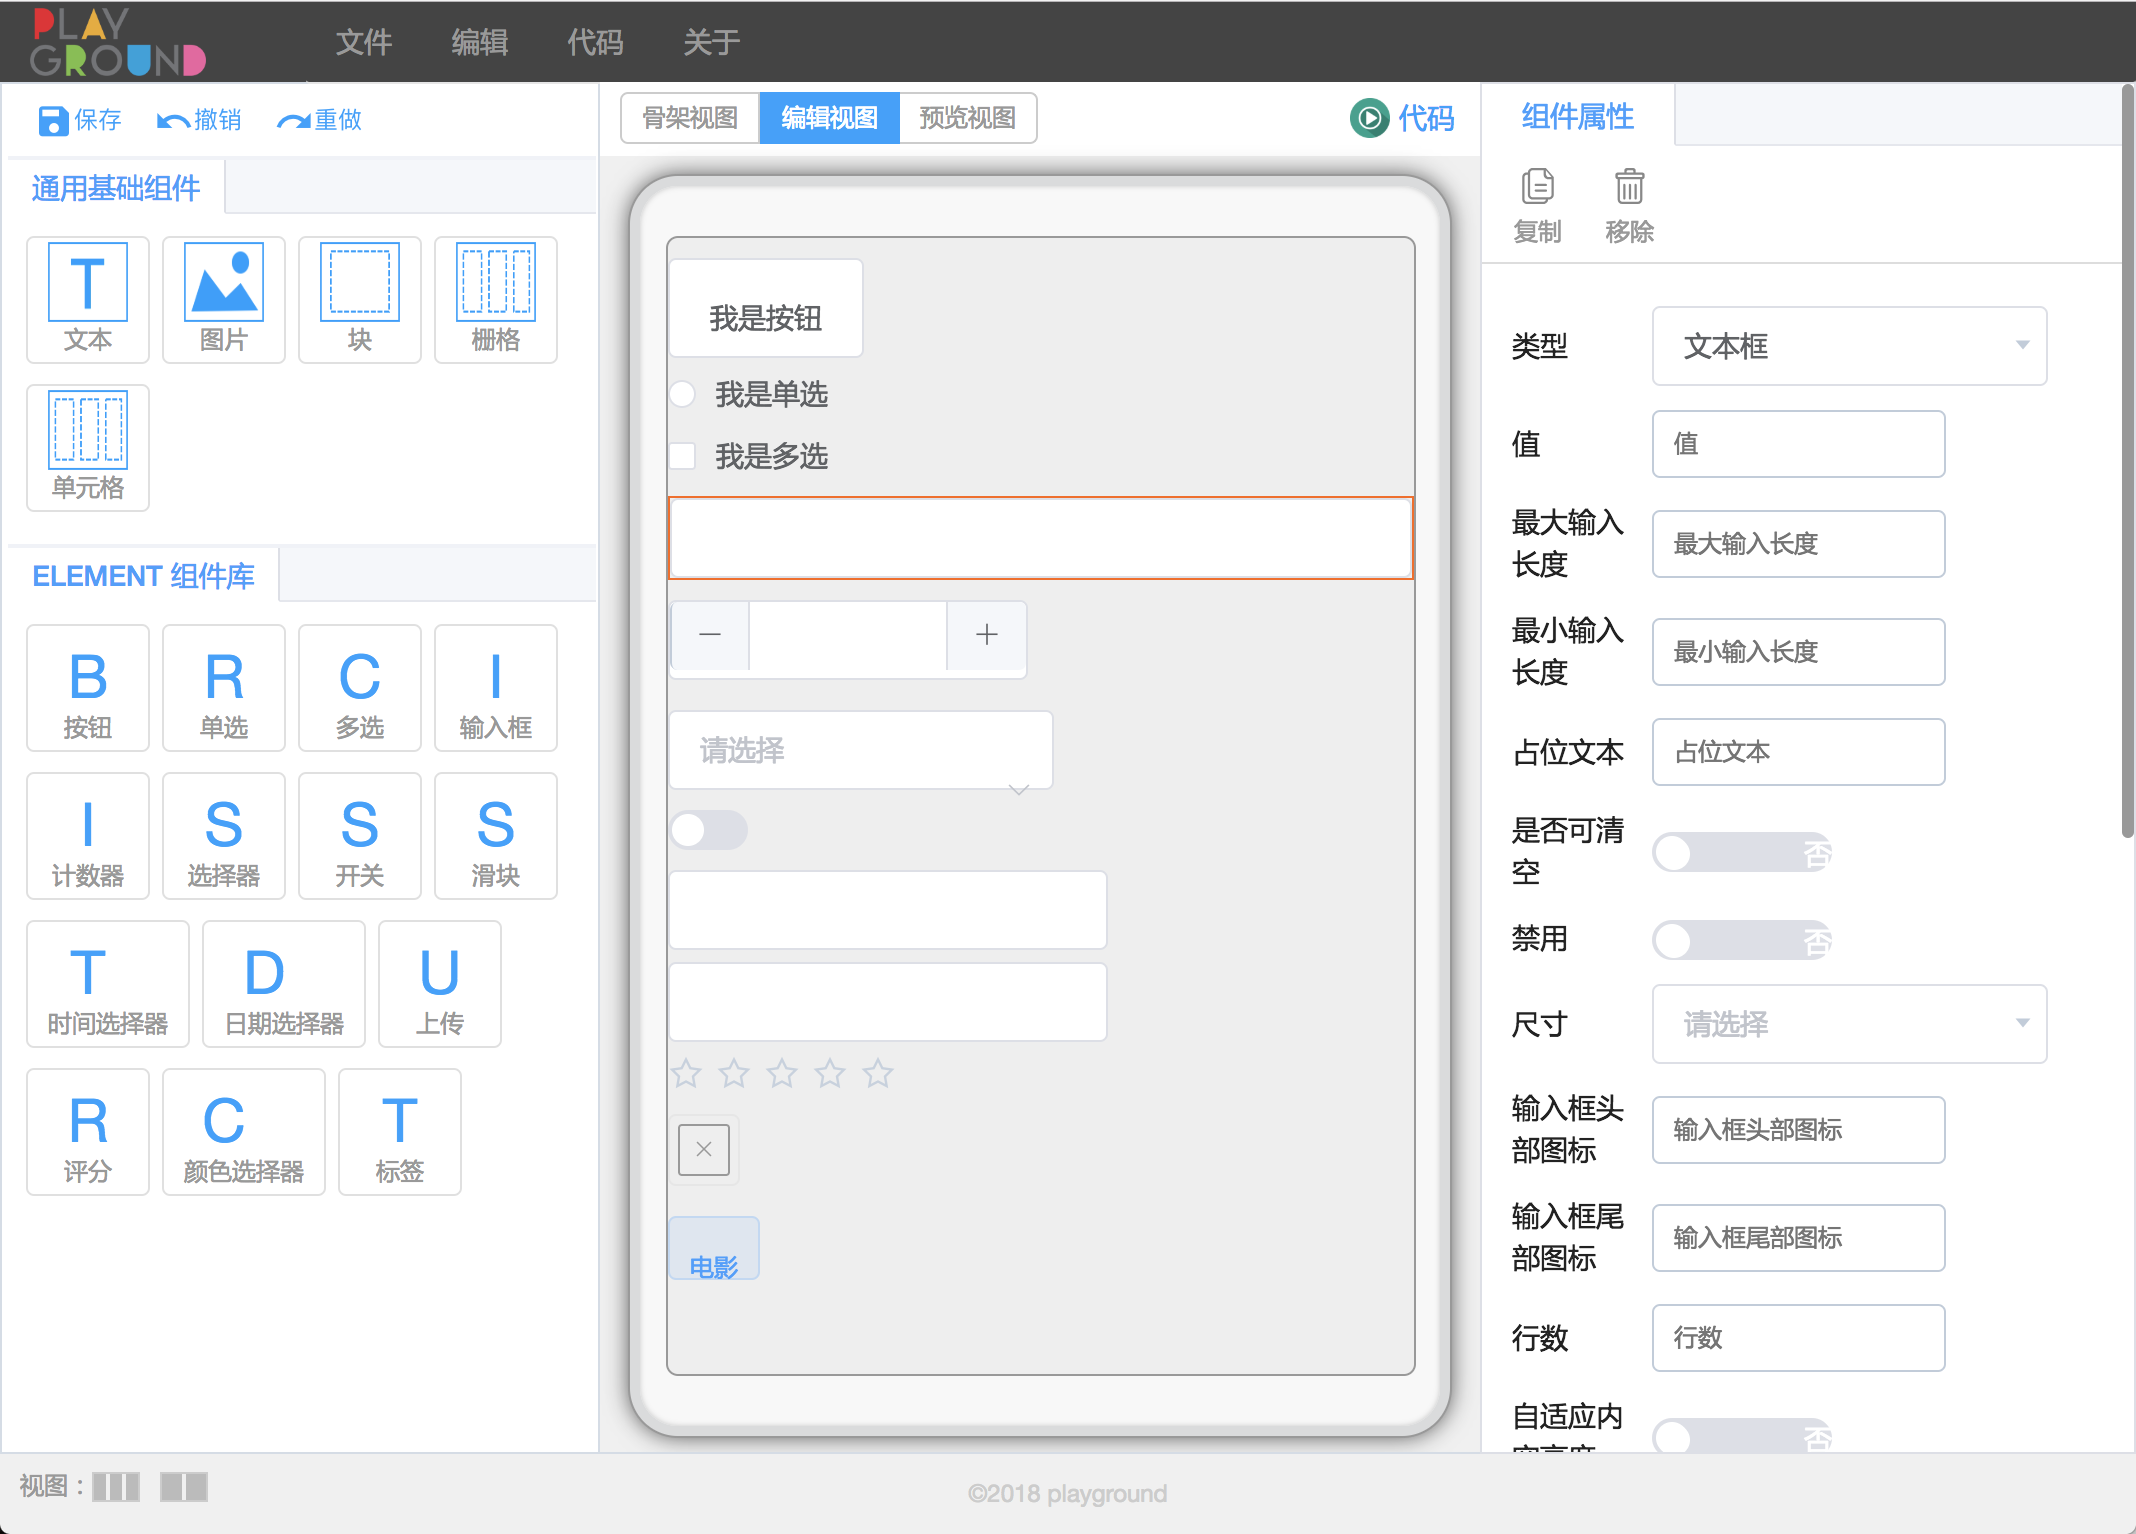 PLAY
GROUND
文件 编辑 代码 关于
保存 撤销 重做
通用基础组件
T
文本 图片 块 栅格
单元格
ELEMENT 组件库
B R C I
按钮 单选 多选 输入框
I S S S
计数器 选择器 开关 滑块
T D U
时间选择器 日期选择器 上传
R C T
评分 颜色选择器 标签
骨架视图 编辑视图 预览视图
代码
我是按钮
我是单选
我是多选
请选择
电影
组件属性
复制 移除
类型 文本框
值 值
最大输入
长度
最大输入长度
最小输入
长度
最小输入长度
占位文本 占位文本
是否可清
空
否
禁用 否
尺寸 请选择
输入框头
部图标
输入框头部图标
输入框尾
部图标
输入框尾部图标
行数 行数
自适应内
否
视图：
©2018 playground